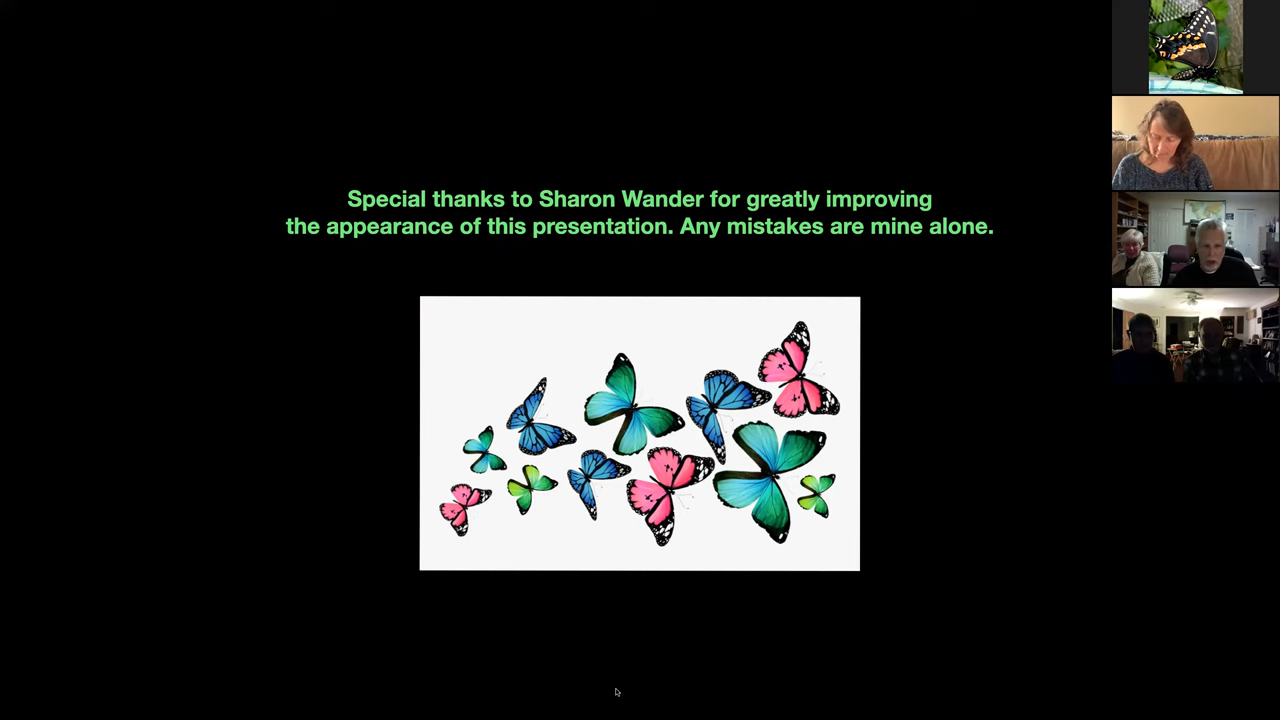 Special thanks to Sharon Wander for greatly improving
the appearance of this presentation. Any mistakes are mine alone.